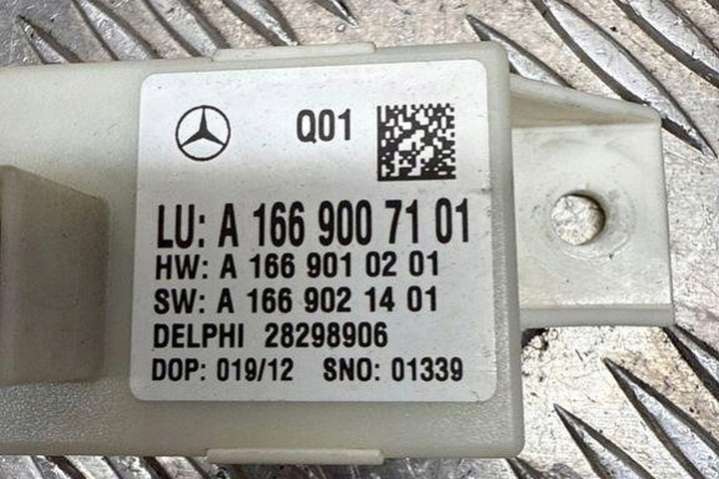 Q01
LU: A 166 900 71 01
HW: A 166 901 02 01
SW: A 166 902 14 01
DELPHI 28298906
DOP: 019/12 SNO: 01339